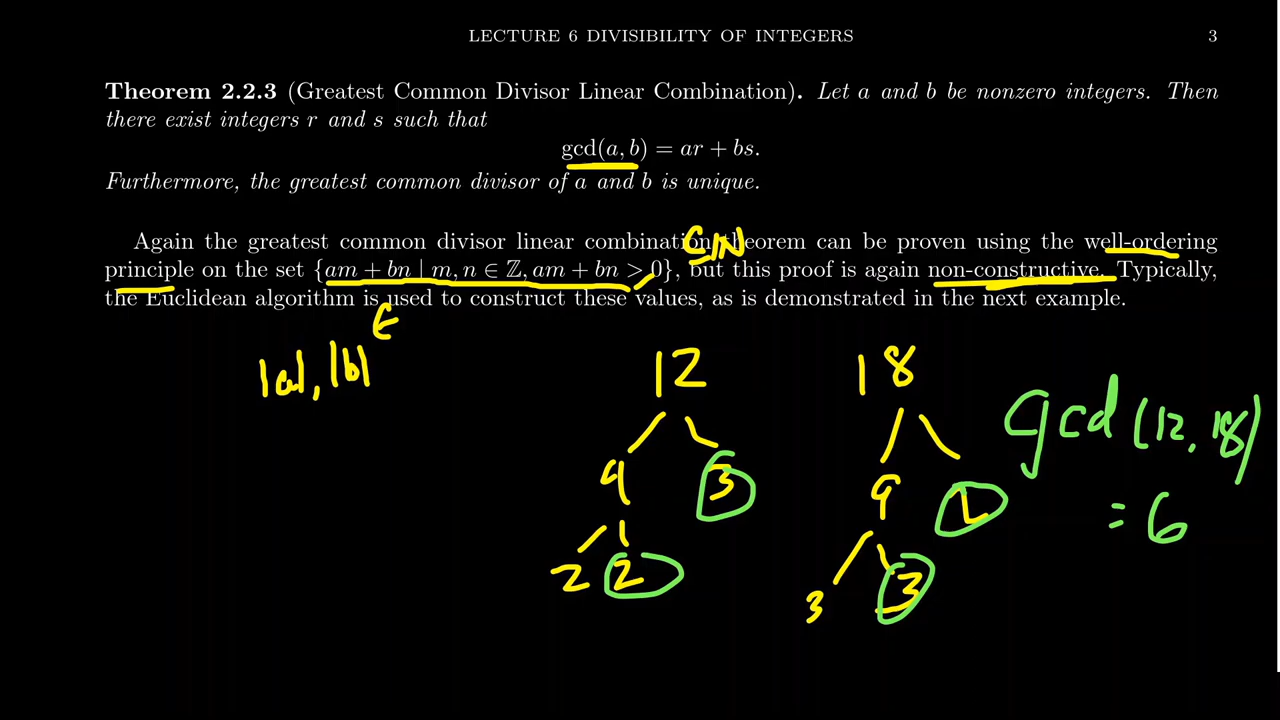 LECTURE 6 DIVISIBILITY OF INTEGERS 3
Theorem 2.2.3 (Greatest Common Divisor Linear Combination). Let a and b be nonzero integers. Then
there exist integers r and s such that
gcd(a, b) = ar + bs.
Furthermore, the greatest common divisor of a and b is unique.
⊆ ℕ
Again the greatest common divisor linear combination theorem can be proven using the well-ordering
principle on the set {am + bn | m, n ∈ ℤ, am + bn > 0}, but this proof is again non-constructive. Typically,
the Euclidean algorithm is used to construct these values, as is demonstrated in the next example.
|a|, |b| ∈
12 18
gcd(12, 18)
= 6
4 3 9 2
2 2 3 3